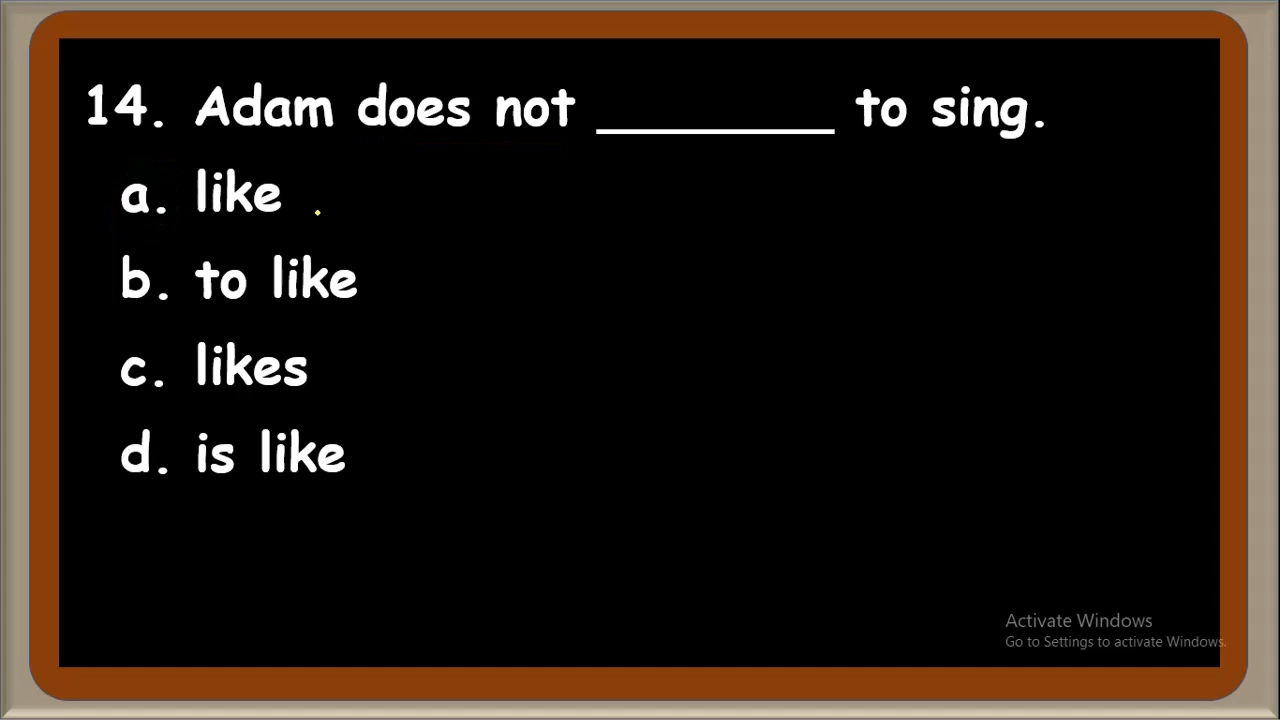 14. Adam does not ________ to sing.
a. like
b. to like
c. likes
d. is like
Activate Windows
Go to Settings to activate Windows.